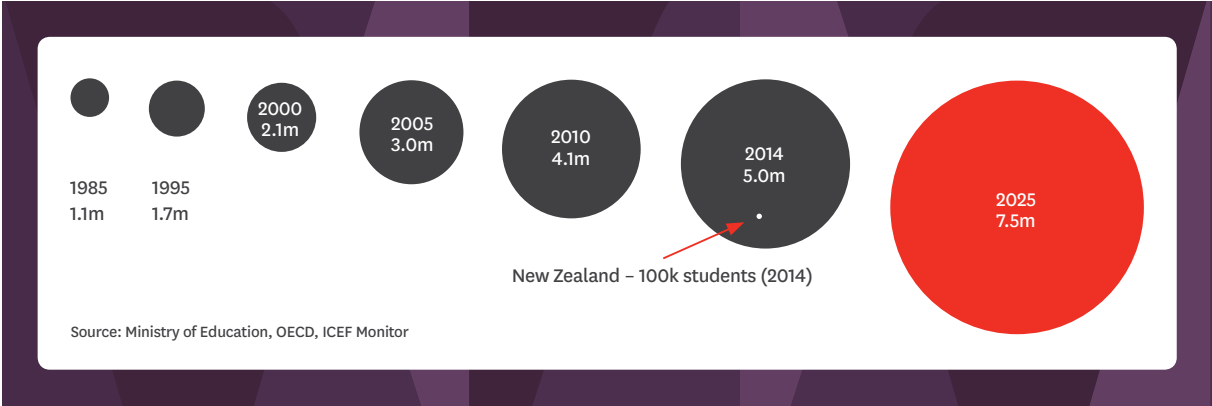 1985
1.1m
1995
1.7m
2000
2.1m
2005
3.0m
2010
4.1m
2014
5.0m
2025
7.5m
New Zealand – 100k students (2014)
Source: Ministry of Education, OECD, ICEF Monitor